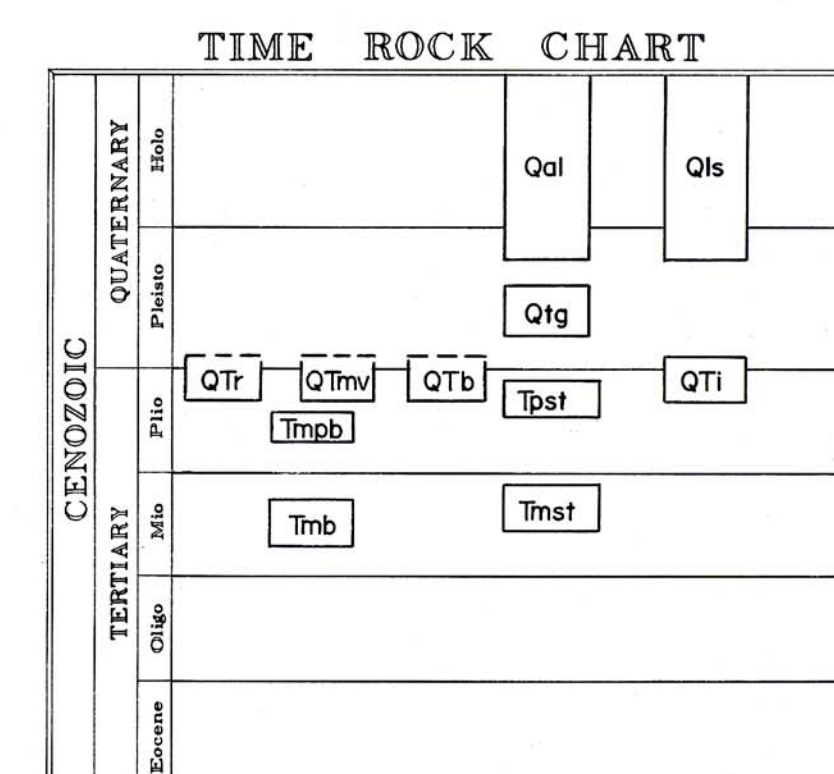 TIME ROCK CHART
CENOZOIC
QUATERNARY
Holo
Qal
Qls
Pleisto
Qtg
QTr
QTmv
QTb
QTi
TERTIARY
Plio
Tpst
Tmpb
Mio
Tmb
Tmst
Oligo
Eocene